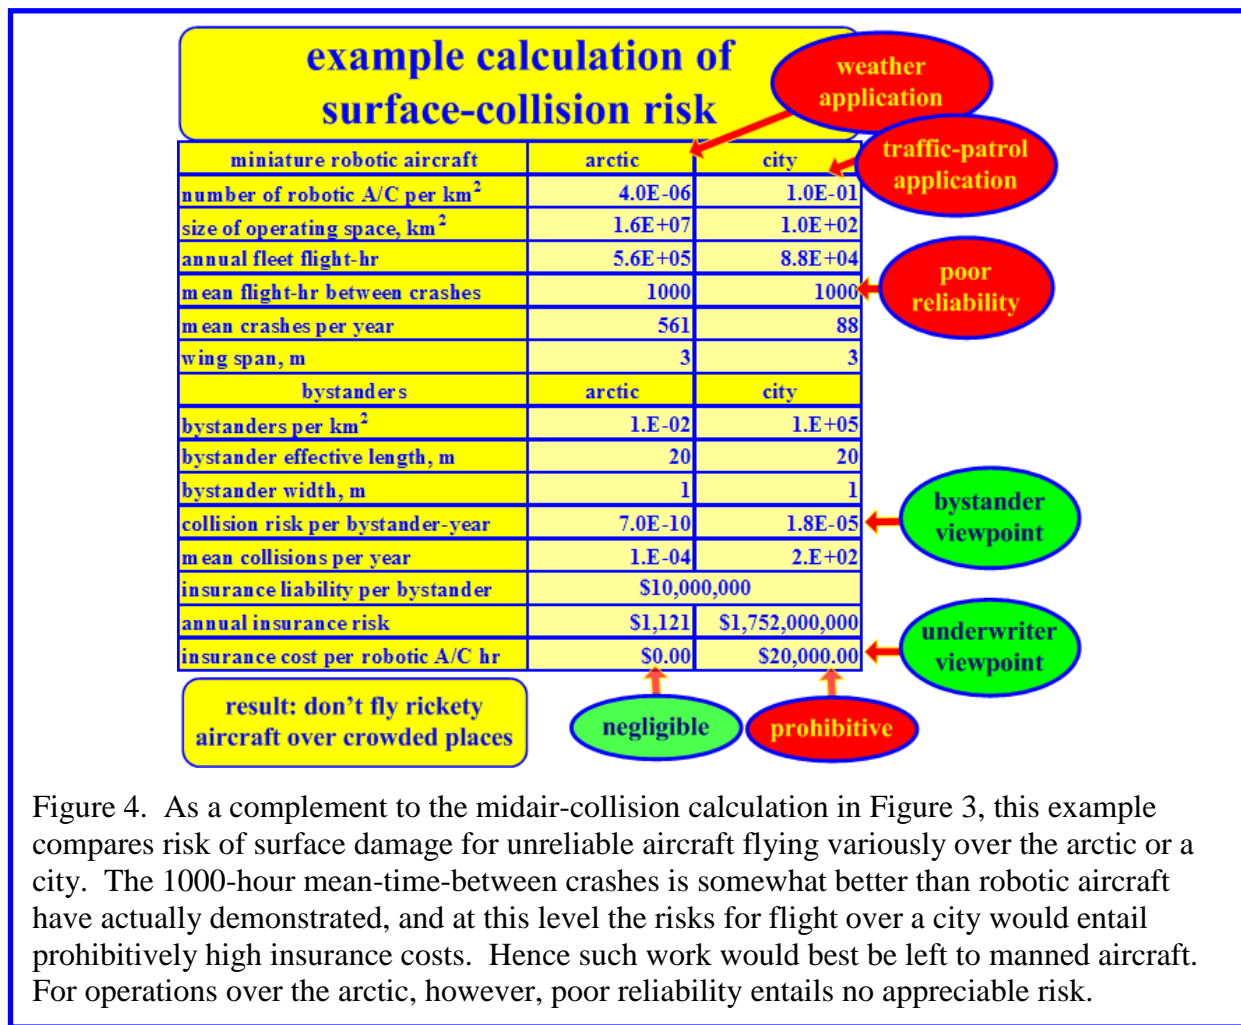 example calculation of
surface-collision risk
weather
application
traffic-patrol
application
miniature robotic aircraft arctic city
number of robotic A/C per km² 4.0E-06 1.0E-01
size of operating space, km² 1.6E+07 1.0E+02
annual fleet flight-hr 5.6E+05 8.8E+04
mean flight-hr between crashes 1000 1000
poor
reliability
mean crashes per year 561 88
wing span, m 3 3
bystanders arctic city
bystanders per km² 1.E-02 1.E+05
bystander effective length, m 20 20
bystander width, m 1 1
collision risk per bystander-year 7.0E-10 1.8E-05
bystander
viewpoint
mean collisions per year 1.E-04 2.E+02
insurance liability per bystander $10,000,000
annual insurance risk $1,121 $1,752,000,000
insurance cost per robotic A/C hr $0.00 $20,000.00
underwriter
viewpoint
result: don't fly rickety
aircraft over crowded places
negligible
prohibitive
Figure 4. As a complement to the midair-collision calculation in Figure 3, this example
compares risk of surface damage for unreliable aircraft flying variously over the arctic or a
city. The 1000-hour mean-time-between crashes is somewhat better than robotic aircraft
have actually demonstrated, and at this level the risks for flight over a city would entail
prohibitively high insurance costs. Hence such work would best be left to manned aircraft.
For operations over the arctic, however, poor reliability entails no appreciable risk.